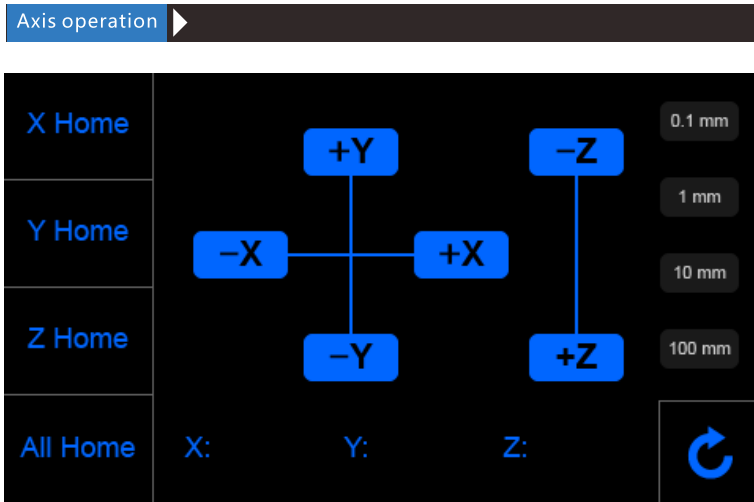 Axis operation
X Home
Y Home
Z Home
All Home
+Y
−X
+X
−Y
−Z
+Z
0.1 mm
1 mm
10 mm
100 mm
X:
Y:
Z: